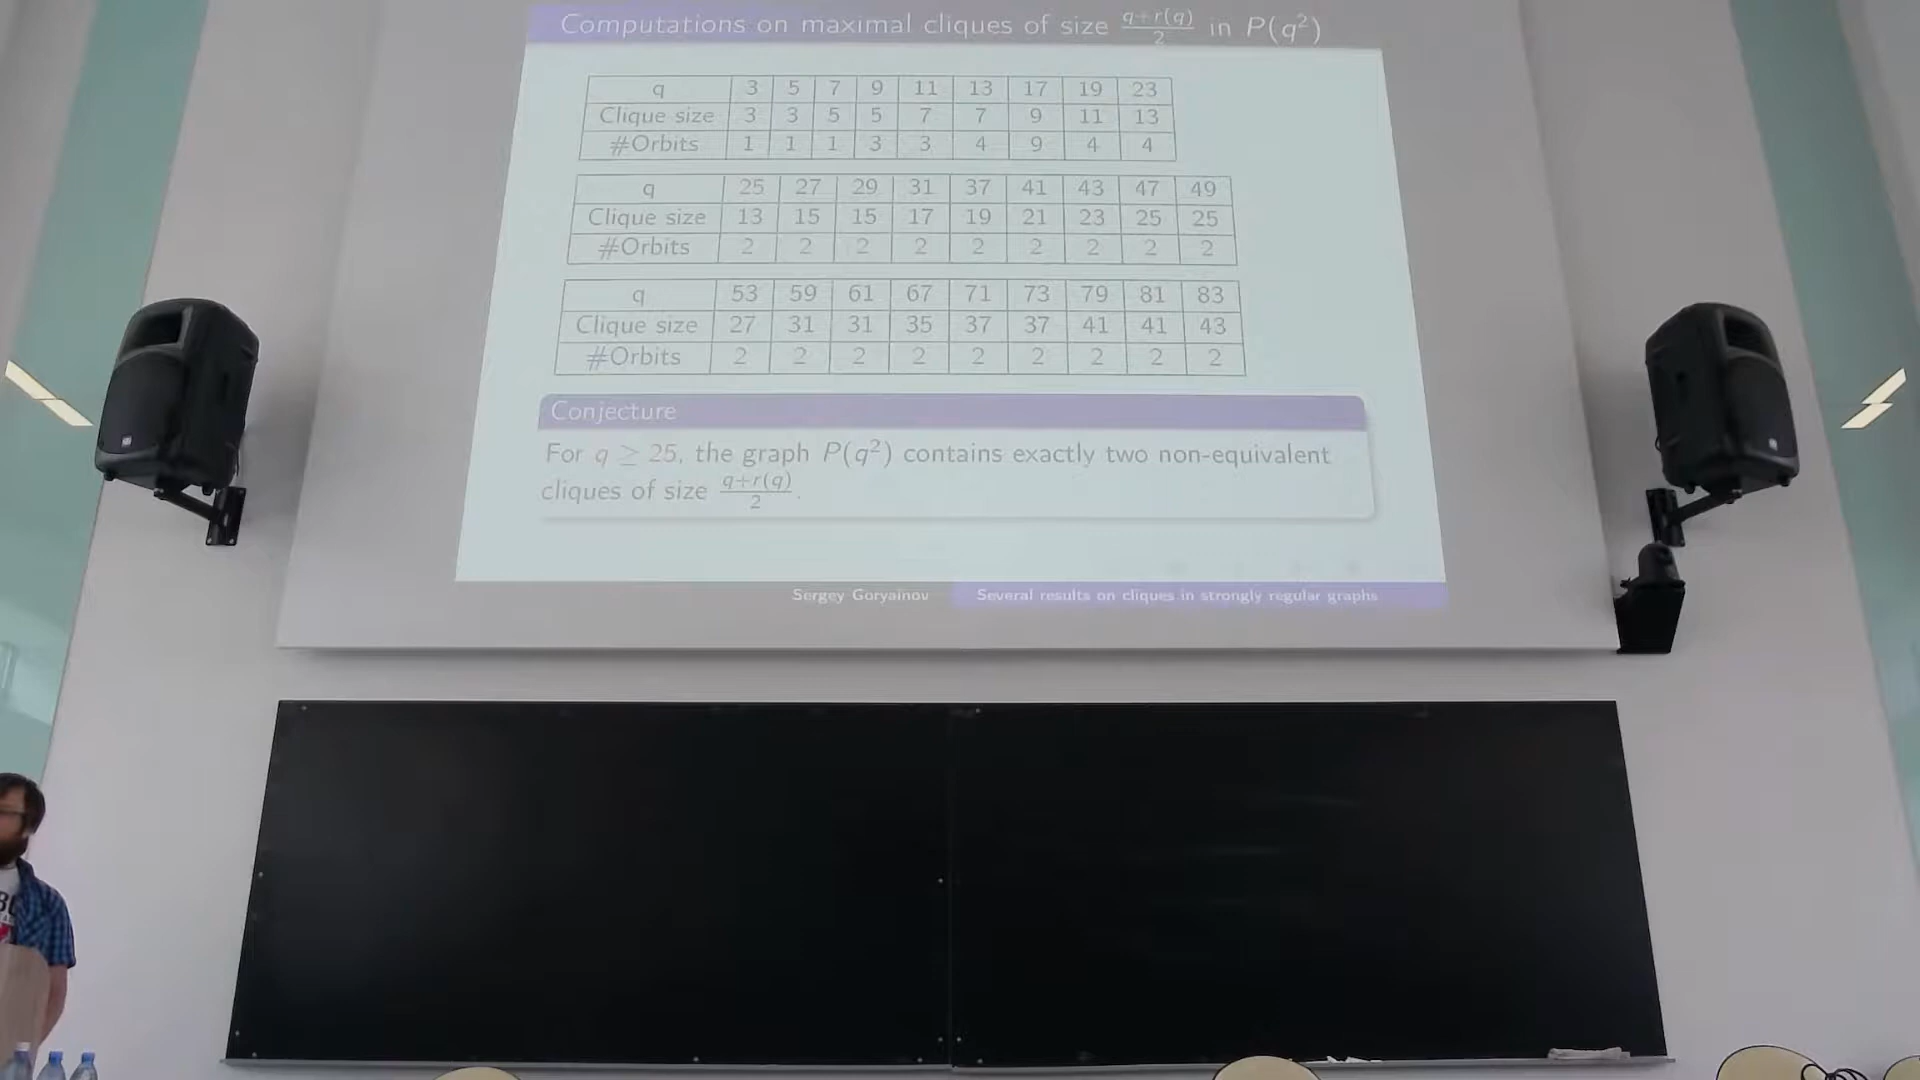 Computations on maximal cliques of size \frac{q+r(q)}{2} in P(q²)
q 3 5 7 9 11 13 17 19 23
Clique size 3 3 5 5 7 7 9 11 13
#Orbits 1 1 1 3 3 4 9 4 4
q 25 27 29 31 37 41 43 47 49
Clique size 13 15 15 17 19 21 23 25 25
#Orbits 2 2 2 2 2 2 2 2 2
q 53 59 61 67 71 73 79 81 83
Clique size 27 31 31 35 37 37 41 41 43
#Orbits 2 2 2 2 2 2 2 2 2
Conjecture
For q ≥ 25, the graph P(q²) contains exactly two non-equivalent
cliques of size \frac{q+r(q)}{2}.
Sergey Goryainov Several results on cliques in strongly regular graphs